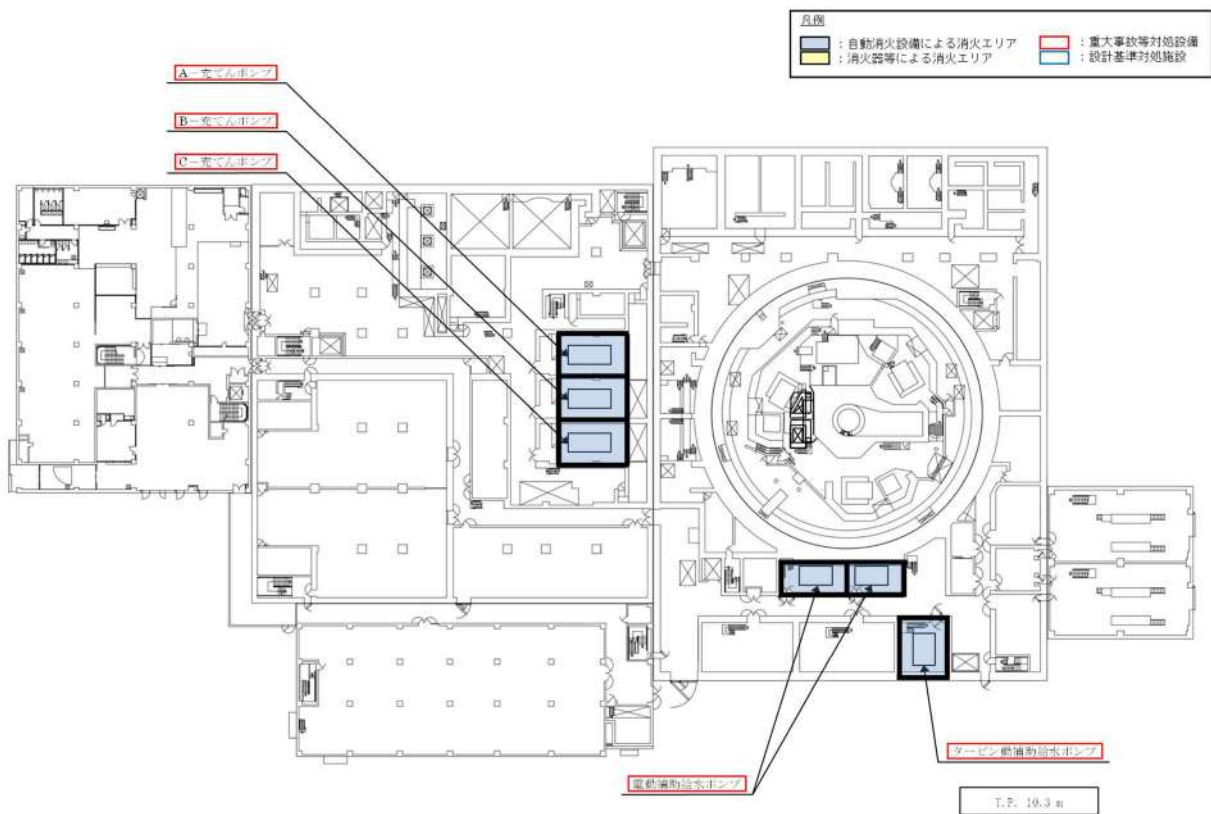 凡例
：自動消火設備による消火エリア
：重大事故等対処設備
：消火器等による消火エリア
：設計基準対処施設
A－充てんポンプ
B－充てんポンプ
C－充てんポンプ
タービン動補助給水ポンプ
電動補助給水ポンプ
T.P. 10.3 m